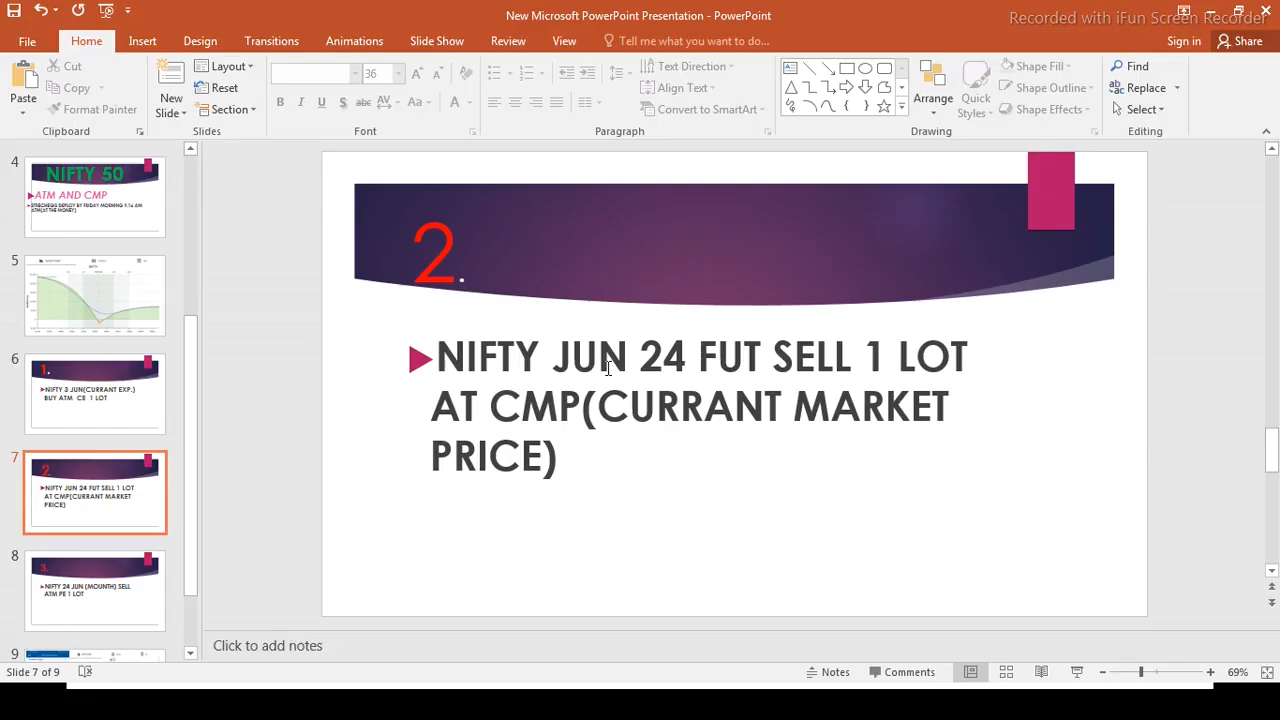 New Microsoft PowerPoint Presentation - PowerPoint
Recorded with iFun Screen Recorder
File Home Insert Design Transitions Animations Slide Show Review View Tell me what you want to do... Sign in Share
Paste
Cut
Copy
Format Painter
Clipboard
New Slide
Layout
Reset
Section
Slides
36
B I U S abc AV Aa A
Font
Text Direction
Align Text
Convert to SmartArt
Paragraph
Arrange
Quick Styles
Shape Fill
Shape Outline
Shape Effects
Drawing
Find
Replace
Select
Editing
4
NIFTY 50
ATM AND CMP
5
6
1.
NIFTY 3 JUN(CURRANT EXP.)
BUY ATM CE 1 LOT
7
2.
NIFTY JUN 24 FUT SELL 1 LOT
AT CMP(CURRANT MARKET
PRICE)
8
3.
NIFTY 24 JUN (MOUNTH) SELL
ATM PE 1 LOT
9
2.
NIFTY JUN 24 FUT SELL 1 LOT
AT CMP(CURRANT MARKET
PRICE)
Click to add notes
Slide 7 of 9
Notes
Comments
69%